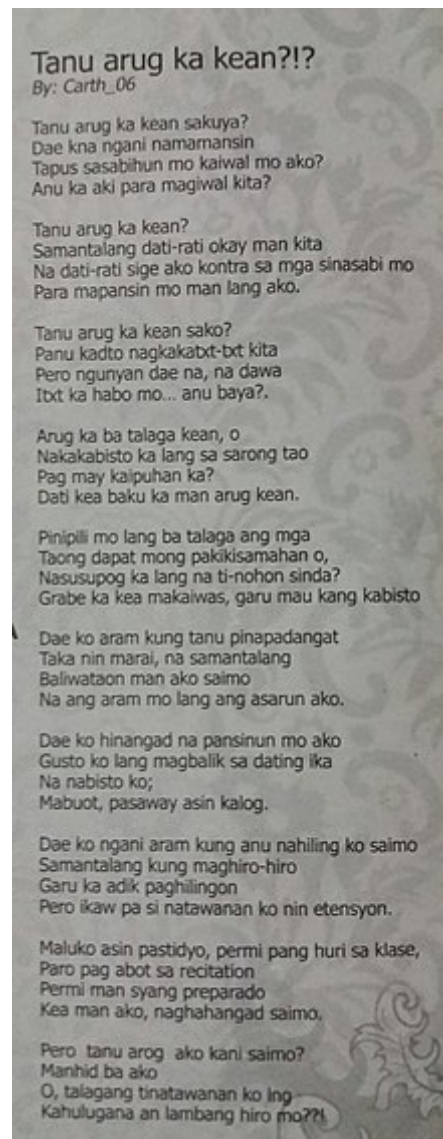 Tanu arug ka kean?!?
By: Carth_06
Tanu arug ka kean sakuya?
Dae kna ngani namamansin
Tapus sasabihun mo kaiwal mo ako?
Anu ka aki para magiwal kita?
Tanu arug ka kean?
Samantalang dati-rati okay man kita
Na dati-rati sige ako kontra sa mga sinasabi mo
Para mapansin mo man lang ako.
Tanu arug ka kean sako?
Panu kadto nagkakatxt-txt kita
Pero ngunyan dae na, na dawa
Itxt ka habo mo... anu baya?.
Arug ka ba talaga kean, o
Nakakabisto ka lang sa sarong tao
Pag may kaipuhan ka?
Dati kea baku ka man arug kean.
Pinipili mo lang ba talaga ang mga
Taong dapat mong pakikisamahan o,
Nasusupog ka lang na ti-nohon sinda?
Grabe ka kea makaiwas, garu mau kang kabisto
Dae ko aram kung tanu pinapadangat
Taka nin marai, na samantalang
Baliwataon man ako saimo
Na ang aram mo lang ang asarun ako.
Dae ko hinangad na pansinun mo ako
Gusto ko lang magbalik sa dating ika
Na nabisto ko;
Mabuot, pasaway asin kalog.
Dae ko ngani aram kung anu nahiling ko saimo
Samantalang kung maghiro-hiro
Garu ka adik paghilingon
Pero ikaw pa si natawanan ko nin etensyon.
Maluko asin pastidyo, permi pang huri sa klase,
Paro pag abot sa recitation
Permi man syang preparado
Kea man ako, naghahangad saimo.
Pero tanu arog ako kani saimo?
Manhid ba ako
O, talagang tinatawanan ko lng
Kahulugana an lambang hiro mo??!